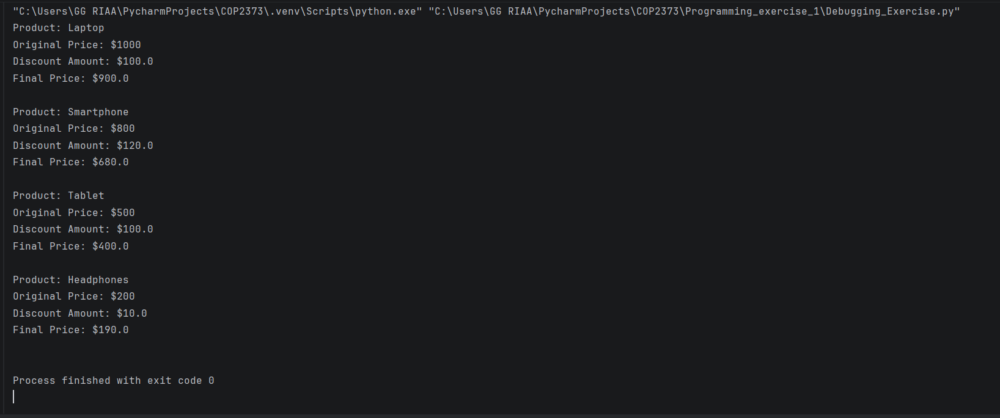 "C:\Users\GG RIAA\PycharmProjects\COP2373\.venv\Scripts\python.exe" "C:\Users\GG RIAA\PycharmProjects\COP2373\Programming_exercise_1\Debugging_Exercise.py"
Product: Laptop
Original Price: $1000
Discount Amount: $100.0
Final Price: $900.0
Product: Smartphone
Original Price: $800
Discount Amount: $120.0
Final Price: $680.0
Product: Tablet
Original Price: $500
Discount Amount: $100.0
Final Price: $400.0
Product: Headphones
Original Price: $200
Discount Amount: $10.0
Final Price: $190.0
Process finished with exit code 0